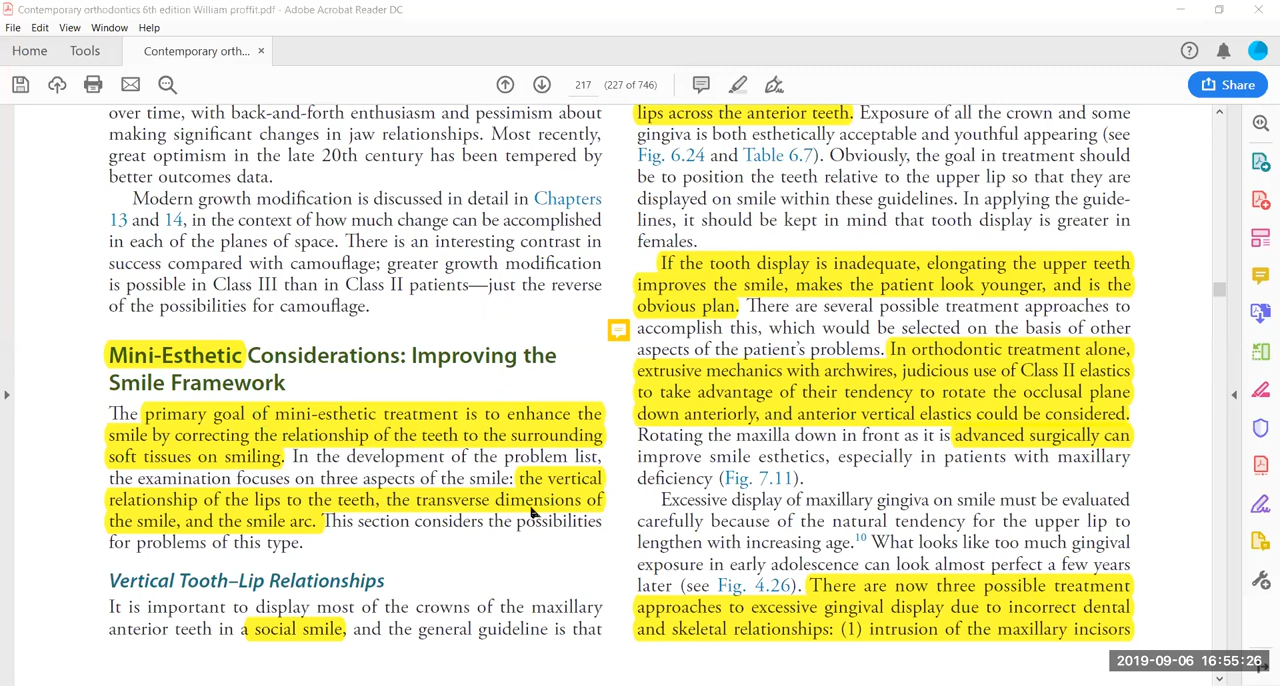 Contemporary orthodontics 6th edition William proffit.pdf - Adobe Acrobat Reader DC
File Edit View Window Help
Home Tools Contemporary orth... ×
217 (227 of 746) Share
over time, with back-and-forth enthusiasm and pessimism about
making significant changes in jaw relationships. Most recently,
great optimism in the late 20th century has been tempered by
better outcomes data.
Modern growth modification is discussed in detail in Chapters
13 and 14, in the context of how much change can be accomplished
in each of the planes of space. There is an interesting contrast in
success compared with camouflage; greater growth modification
is possible in Class III than in Class II patients—just the reverse
of the possibilities for camouflage.
Mini-Esthetic Considerations: Improving the
Smile Framework
The primary goal of mini-esthetic treatment is to enhance the
smile by correcting the relationship of the teeth to the surrounding
soft tissues on smiling. In the development of the problem list,
the examination focuses on three aspects of the smile: the vertical
relationship of the lips to the teeth, the transverse dimensions of
the smile, and the smile arc. This section considers the possibilities
for problems of this type.
Vertical Tooth–Lip Relationships
It is important to display most of the crowns of the maxillary
anterior teeth in a social smile, and the general guideline is that
lips across the anterior teeth. Exposure of all the crown and some
gingiva is both esthetically acceptable and youthful appearing (see
Fig. 6.24 and Table 6.7). Obviously, the goal in treatment should
be to position the teeth relative to the upper lip so that they are
displayed on smile within these guidelines. In applying the guide-
lines, it should be kept in mind that tooth display is greater in
females.
If the tooth display is inadequate, elongating the upper teeth
improves the smile, makes the patient look younger, and is the
obvious plan. There are several possible treatment approaches to
accomplish this, which would be selected on the basis of other
aspects of the patient's problems. In orthodontic treatment alone,
extrusive mechanics with archwires, judicious use of Class II elastics
to take advantage of their tendency to rotate the occlusal plane
down anteriorly, and anterior vertical elastics could be considered.
Rotating the maxilla down in front as it is advanced surgically can
improve smile esthetics, especially in patients with maxillary
deficiency (Fig. 7.11).
Excessive display of maxillary gingiva on smile must be evaluated
carefully because of the natural tendency for the upper lip to
lengthen with increasing age.10 What looks like too much gingival
exposure in early adolescence can look almost perfect a few years
later (see Fig. 4.26). There are now three possible treatment
approaches to excessive gingival display due to incorrect dental
and skeletal relationships: (1) intrusion of the maxillary incisors
2019-09-06 16:55:26